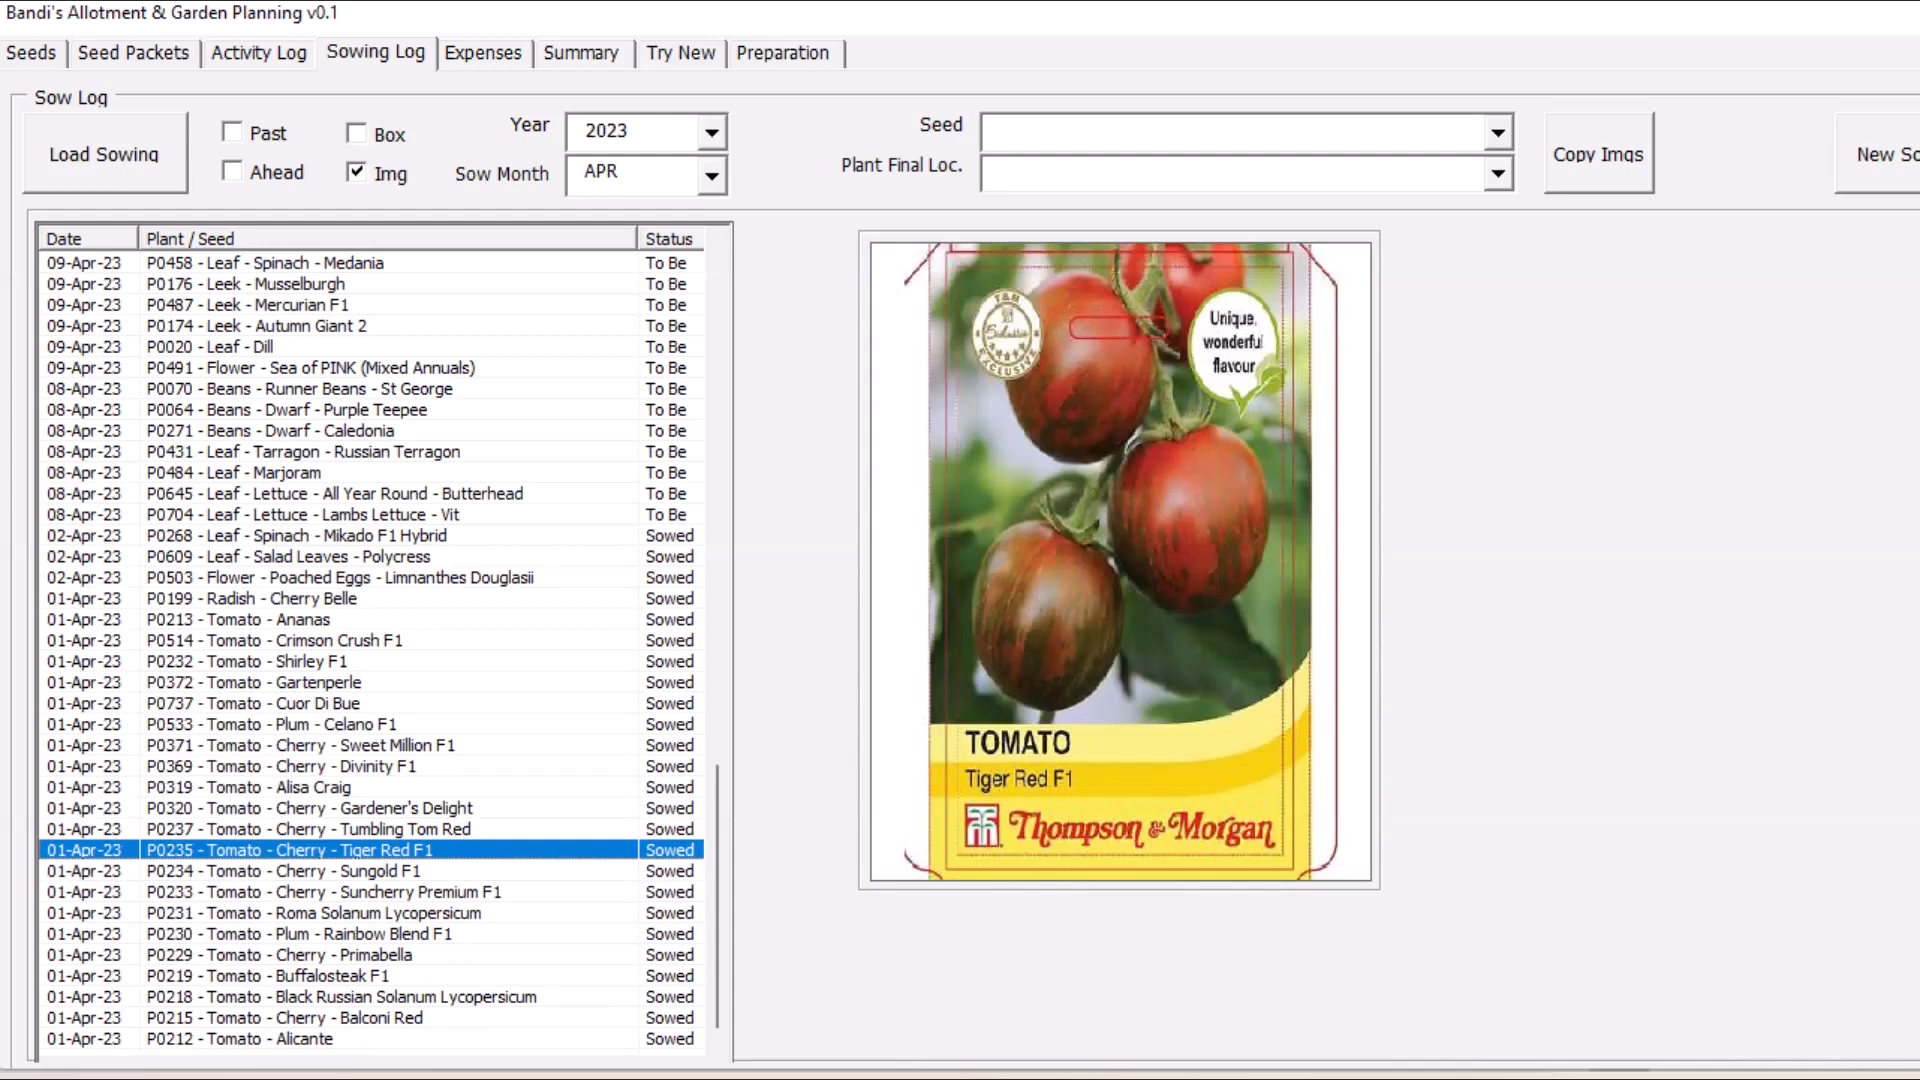 Bandi's Allotment & Garden Planning v0.1
Seeds Seed Packets Activity Log Sowing Log Expenses Summary Try New Preparation
Sow Log
Load Sowing
Past
Box
Ahead
Img
Year 2023
Sow Month APR
Seed
Plant Final Loc.
Copy Imgs
New So
Date Plant / Seed Status
09-Apr-23 P0458 - Leaf - Spinach - Medania To Be
09-Apr-23 P0176 - Leek - Musselburgh To Be
09-Apr-23 P0487 - Leek - Mercurian F1 To Be
09-Apr-23 P0174 - Leek - Autumn Giant 2 To Be
09-Apr-23 P0020 - Leaf - Dill To Be
09-Apr-23 P0491 - Flower - Sea of PINK (Mixed Annuals) To Be
08-Apr-23 P0070 - Beans - Runner Beans - St George To Be
08-Apr-23 P0064 - Beans - Dwarf - Purple Teepee To Be
08-Apr-23 P0271 - Beans - Dwarf - Caledonia To Be
08-Apr-23 P0431 - Leaf - Tarragon - Russian Terragon To Be
08-Apr-23 P0484 - Leaf - Marjoram To Be
08-Apr-23 P0645 - Leaf - Lettuce - All Year Round - Butterhead To Be
08-Apr-23 P0704 - Leaf - Lettuce - Lambs Lettuce - Vit To Be
02-Apr-23 P0268 - Leaf - Spinach - Mikado F1 Hybrid Sowed
02-Apr-23 P0609 - Leaf - Salad Leaves - Polycress Sowed
02-Apr-23 P0503 - Flower - Poached Eggs - Limnanthes Douglasii Sowed
01-Apr-23 P0199 - Radish - Cherry Belle Sowed
01-Apr-23 P0213 - Tomato - Ananas Sowed
01-Apr-23 P0514 - Tomato - Crimson Crush F1 Sowed
01-Apr-23 P0232 - Tomato - Shirley F1 Sowed
01-Apr-23 P0372 - Tomato - Gartenperle Sowed
01-Apr-23 P0737 - Tomato - Cuor Di Bue Sowed
01-Apr-23 P0533 - Tomato - Plum - Celano F1 Sowed
01-Apr-23 P0371 - Tomato - Cherry - Sweet Million F1 Sowed
01-Apr-23 P0369 - Tomato - Cherry - Divinity F1 Sowed
01-Apr-23 P0319 - Tomato - Alisa Craig Sowed
01-Apr-23 P0320 - Tomato - Cherry - Gardener's Delight Sowed
01-Apr-23 P0237 - Tomato - Cherry - Tumbling Tom Red Sowed
01-Apr-23 P0235 - Tomato - Cherry - Tiger Red F1 Sowed
01-Apr-23 P0234 - Tomato - Cherry - Sungold F1 Sowed
01-Apr-23 P0233 - Tomato - Cherry - Suncherry Premium F1 Sowed
01-Apr-23 P0231 - Tomato - Roma Solanum Lycopersicum Sowed
01-Apr-23 P0230 - Tomato - Plum - Rainbow Blend F1 Sowed
01-Apr-23 P0229 - Tomato - Cherry - Primabella Sowed
01-Apr-23 P0219 - Tomato - Buffalosteak F1 Sowed
01-Apr-23 P0218 - Tomato - Black Russian Solanum Lycopersicum Sowed
01-Apr-23 P0215 - Tomato - Cherry - Balconi Red Sowed
01-Apr-23 P0212 - Tomato - Alicante Sowed
T&M
Exclusive
EXCLUSIVE
Unique,
wonderful
flavour
TOMATO
Tiger Red F1
Thompson & Morgan